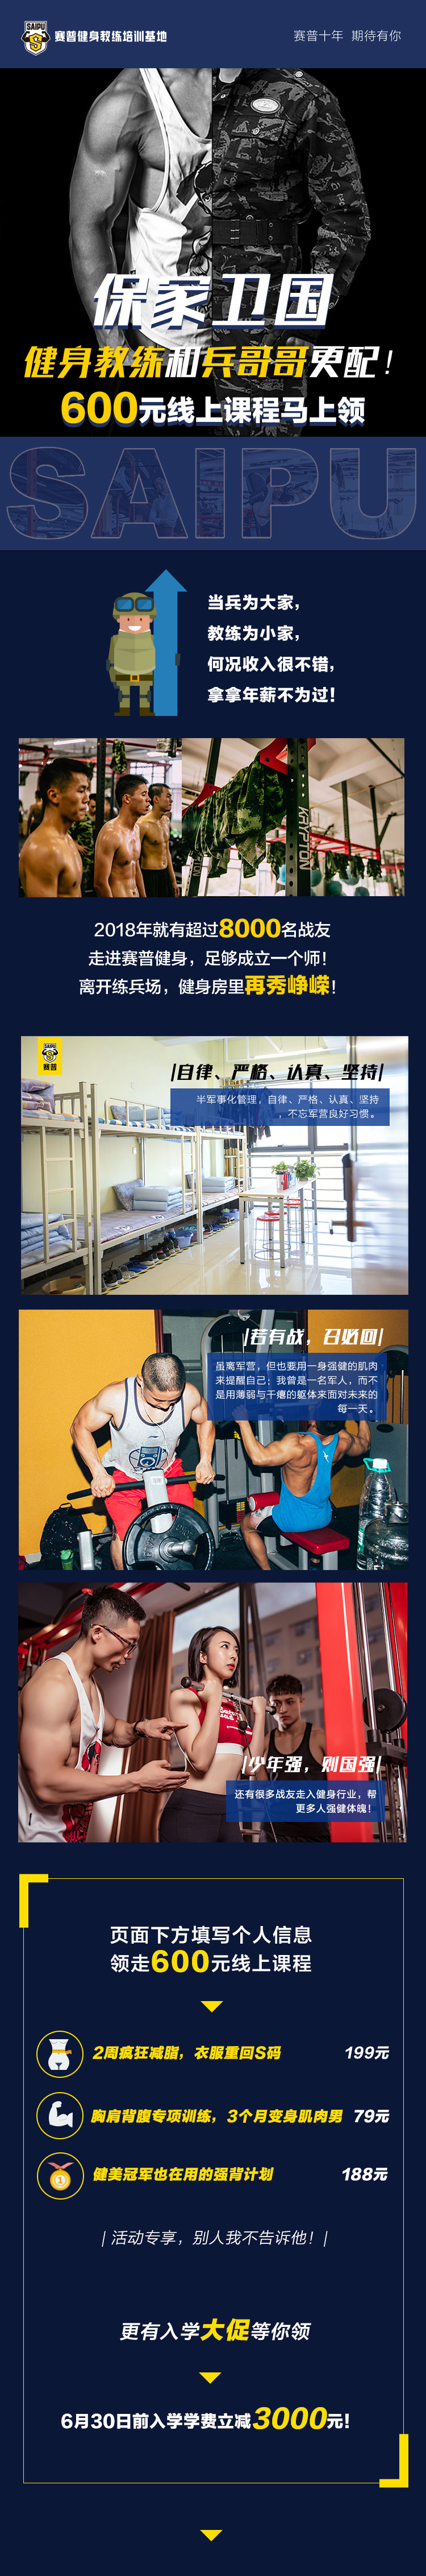 SAIPU
S
赛普健身教练培训基地
赛普十年 期待有你
保家卫国
健身教练和兵哥哥更配！
600元线上课程马上领
SAIPU
当兵为大家，
教练为小家，
何况收入很不错，
拿拿年薪不为过！
KRYPTON
2018年就有超过8000名战友
走进赛普健身，足够成立一个师！
离开练兵场，健身房里再秀峥嵘！
SAIPU
赛普
|自律、严格、认真、坚持|
半军事化管理，自律、严格、认真、坚持
，不忘军营良好习惯。
|若有战，召必回|
虽离军营，但也要用一身强健的肌肉
来提醒自己：我曾是一名军人，而不
是用薄弱与干瘪的躯体来面对未来的
每一天。
|少年强，则国强|
还有很多战友走入健身行业，帮
更多人强健体魄！
页面下方填写个人信息
领走600元线上课程
2周疯狂减脂，衣服重回S码 199元
胸肩背腹专项训练，3个月变身肌肉男 79元
1
健美冠军也在用的强背计划 188元
| 活动专享，别人我不告诉他！|
更有入学大促等你领
6月30日前入学学费立减3000元！